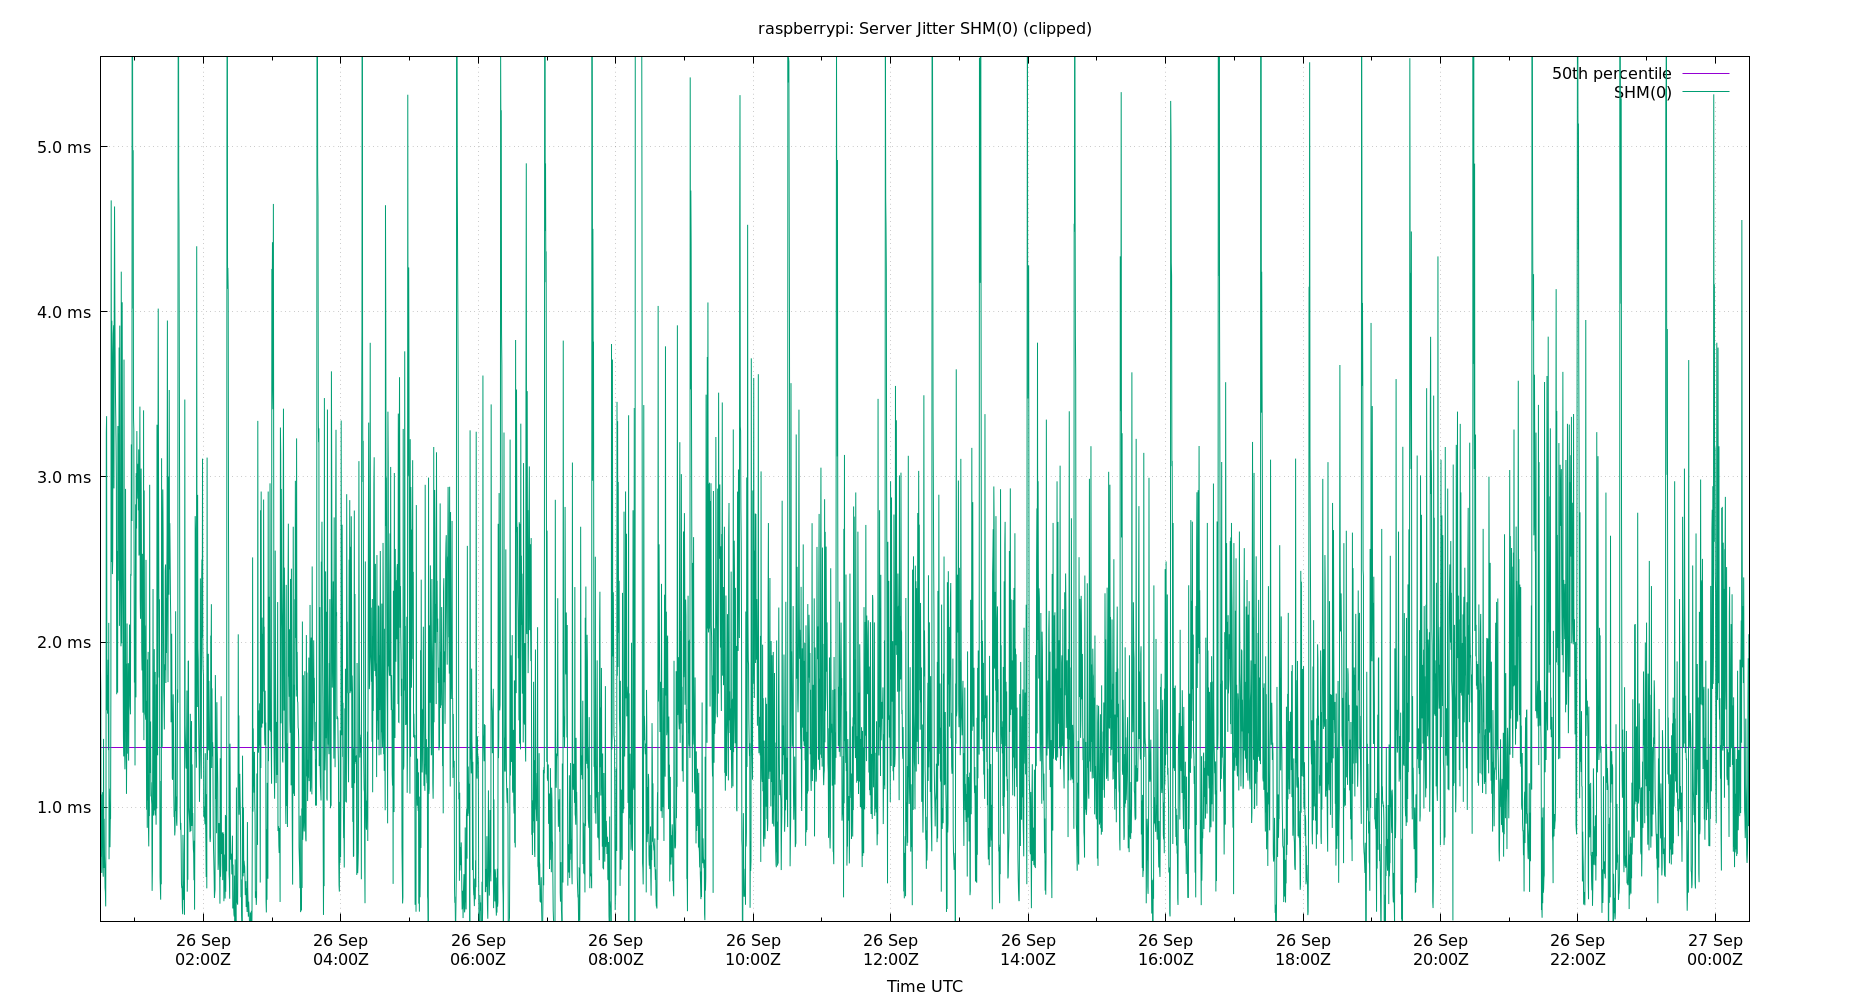 raspberrypi: Server Jitter SHM(0) (clipped)
50th percentile
SHM(0)
5.0 ms
4.0 ms
3.0 ms
2.0 ms
1.0 ms
26 Sep 26 Sep 26 Sep 26 Sep 26 Sep 26 Sep 26 Sep 26 Sep 26 Sep 26 Sep 26 Sep 27 Sep
02:00Z 04:00Z 06:00Z 08:00Z 10:00Z 12:00Z 14:00Z 16:00Z 18:00Z 20:00Z 22:00Z 00:00Z
Time UTC